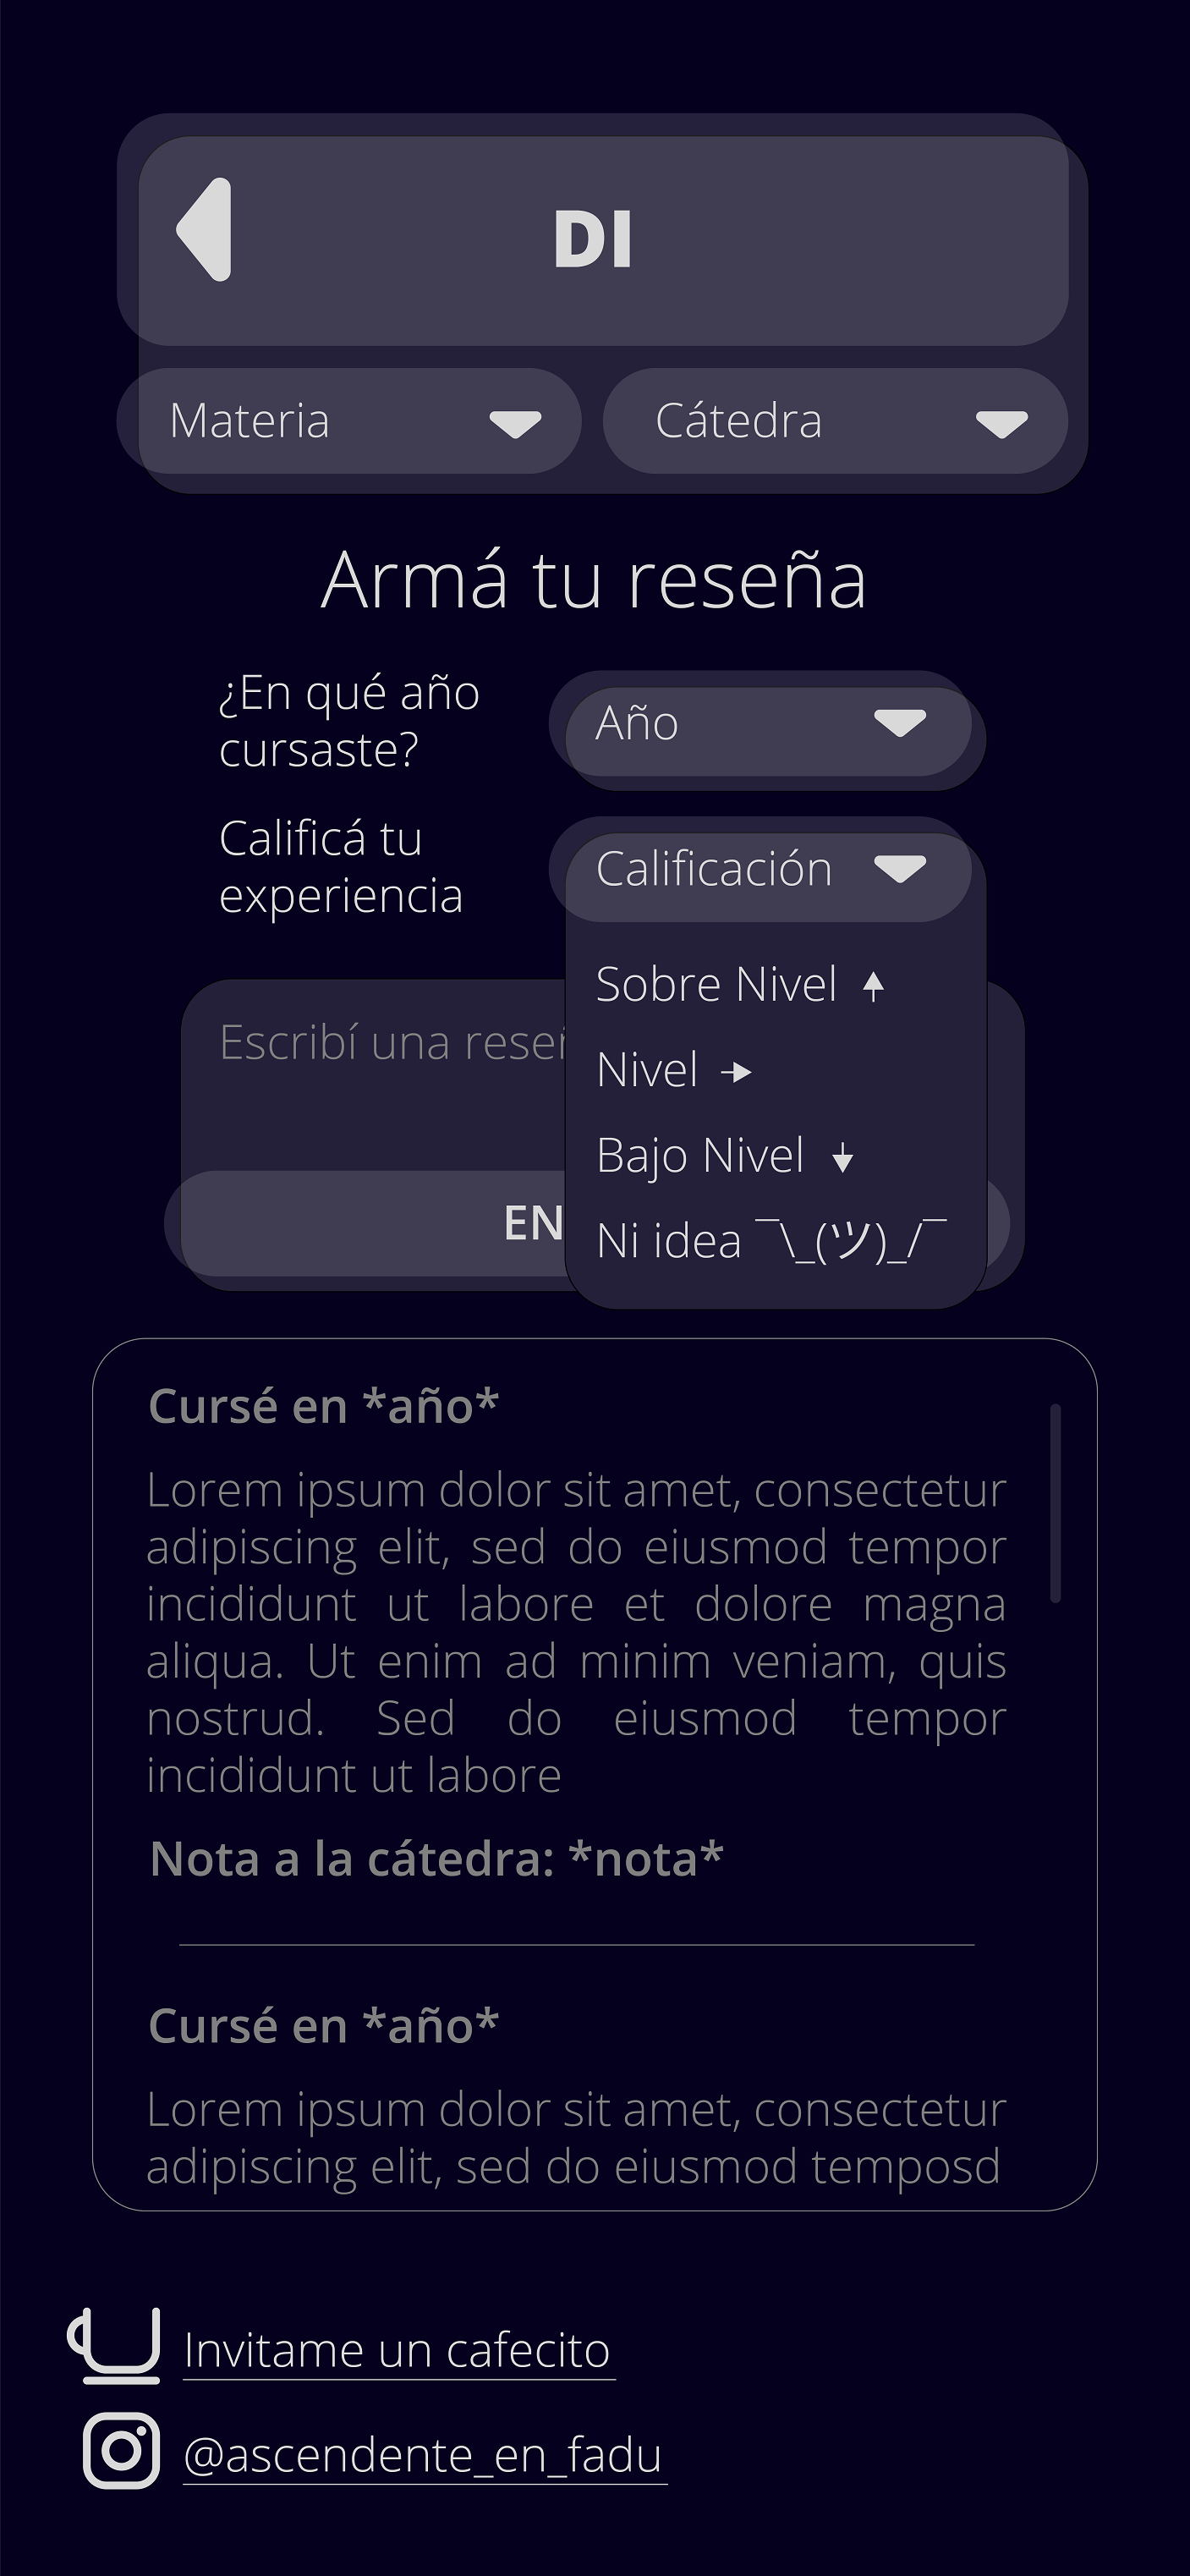 DI
Materia
Cátedra
Armá tu reseña
¿En qué año
cursaste?
Año
Calificá tu
experiencia
Calificación
Sobre Nivel
Nivel
Bajo Nivel
Ni idea ¯\_(ツ)_/¯
Escribí una
Cursé en *año*
Lorem ipsum dolor sit amet, consectetur
adipiscing elit, sed do eiusmod tempor
incididunt ut labore et dolore magna
aliqua. Ut enim ad minim veniam, quis
nostrud. Sed do eiusmod tempor
incididunt ut labore
Nota a la cátedra: *nota*
Cursé en *año*
Lorem ipsum dolor sit amet, consectetur
adipiscing elit, sed do eiusmod temposd
Invitame un cafecito
@ascendente_en_fadu